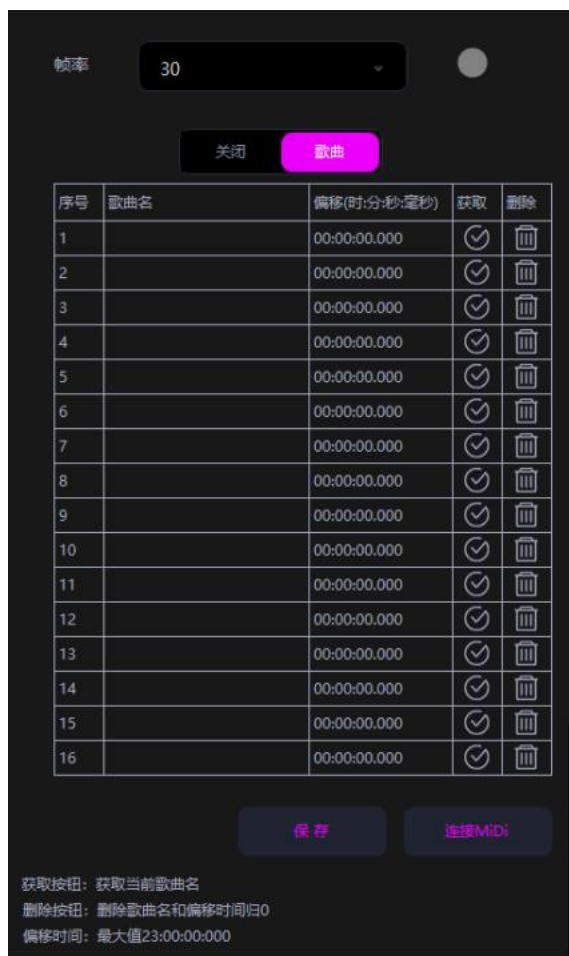 帧率 30
关闭 歌曲
序号 歌曲名 偏移(时:分:秒:毫秒) 获取 删除
1 00:00:00.000
2 00:00:00.000
3 00:00:00.000
4 00:00:00.000
5 00:00:00.000
6 00:00:00.000
7 00:00:00.000
8 00:00:00.000
9 00:00:00.000
10 00:00:00.000
11 00:00:00.000
12 00:00:00.000
13 00:00:00.000
14 00:00:00.000
15 00:00:00.000
16 00:00:00.000
保存 连接MiDi
获取按钮：获取当前歌曲名
删除按钮：删除歌曲名和偏移时间归0
偏移时间：最大值23:00:00:000